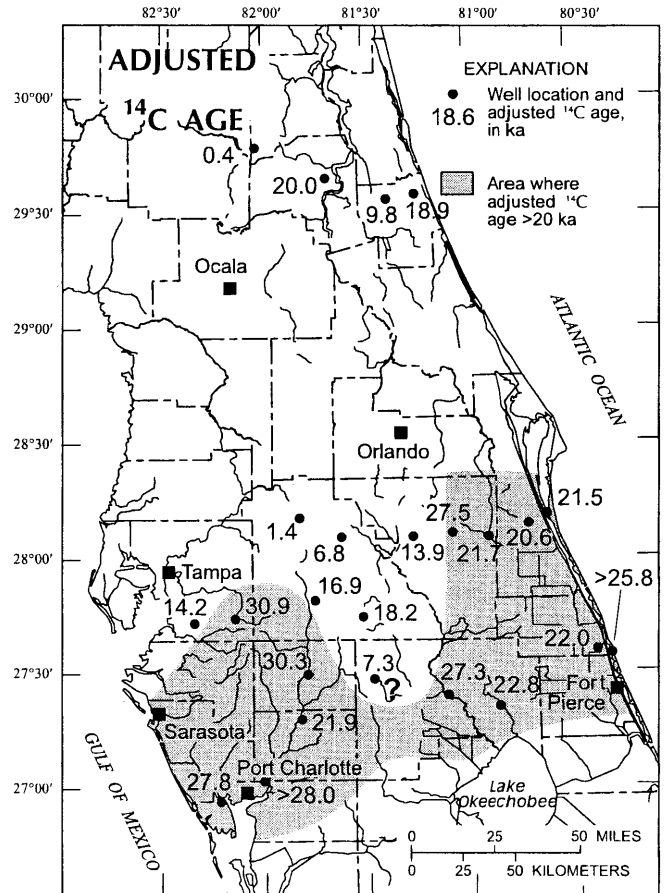 82°30' 82°00' 81°30' 81°00' 80°30'
ADJUSTED
¹⁴C AGE
EXPLANATION
Well location and
adjusted ¹⁴C age,
in ka
18.6
Area where
adjusted ¹⁴C
age >20 ka
30°00'
0.4
20.0
9.8
18.9
29°30'
Ocala
29°00'
ATLANTIC OCEAN
28°30'
Orlando
21.5
27.5
1.4
6.8
13.9
21.7
20.6
28°00'
Tampa
>25.8
16.9
14.2
30.9
18.2
22.0
30.3
7.3
?
27.3
22.8
Fort
Pierce
27°30'
Sarasota
21.9
Port Charlotte
27.8
>28.0
27°00'
Lake
Okeechobee
GULF OF MEXICO
0 25 50 MILES
0 25 50 KILOMETERS